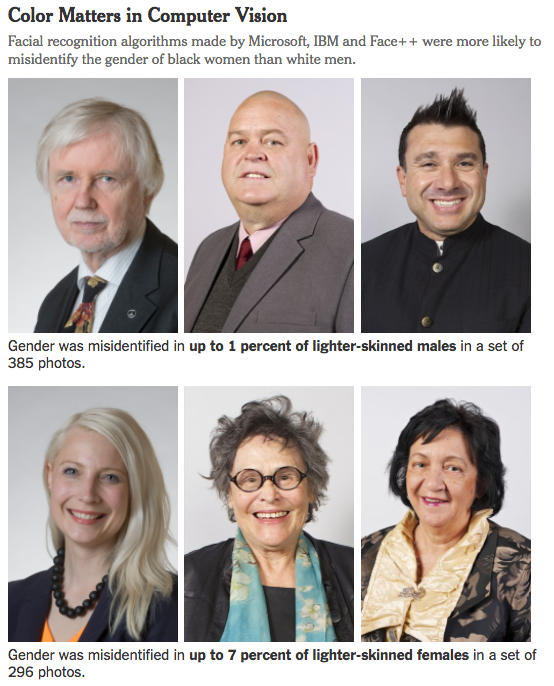 Color Matters in Computer Vision
Facial recognition algorithms made by Microsoft, IBM and Face++ were more likely to
misidentify the gender of black women than white men.
Gender was misidentified in up to 1 percent of lighter-skinned males in a set of
385 photos.
Gender was misidentified in up to 7 percent of lighter-skinned females in a set of
296 photos.